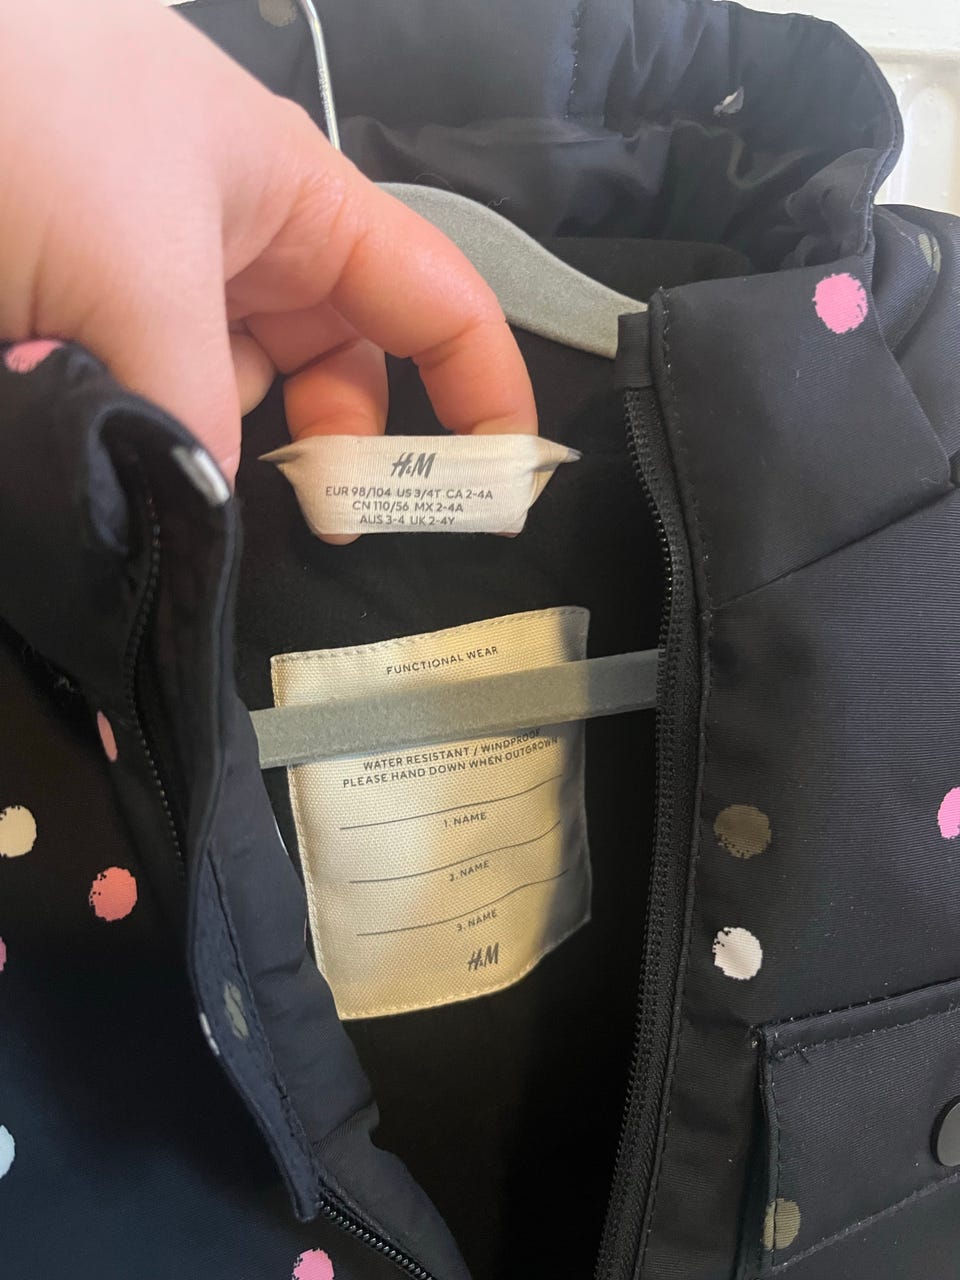 H&M
EUR 98/104 US 3/4T CA 2-4A
CN 110/56 MX 2-4A
AUS 3-4 UK 2-4Y
FUNCTIONAL WEAR
WATER RESISTANT / WINDPROOF
PLEASE HAND DOWN WHEN OUTGROWN
1. NAME
2. NAME
3. NAME
H&M